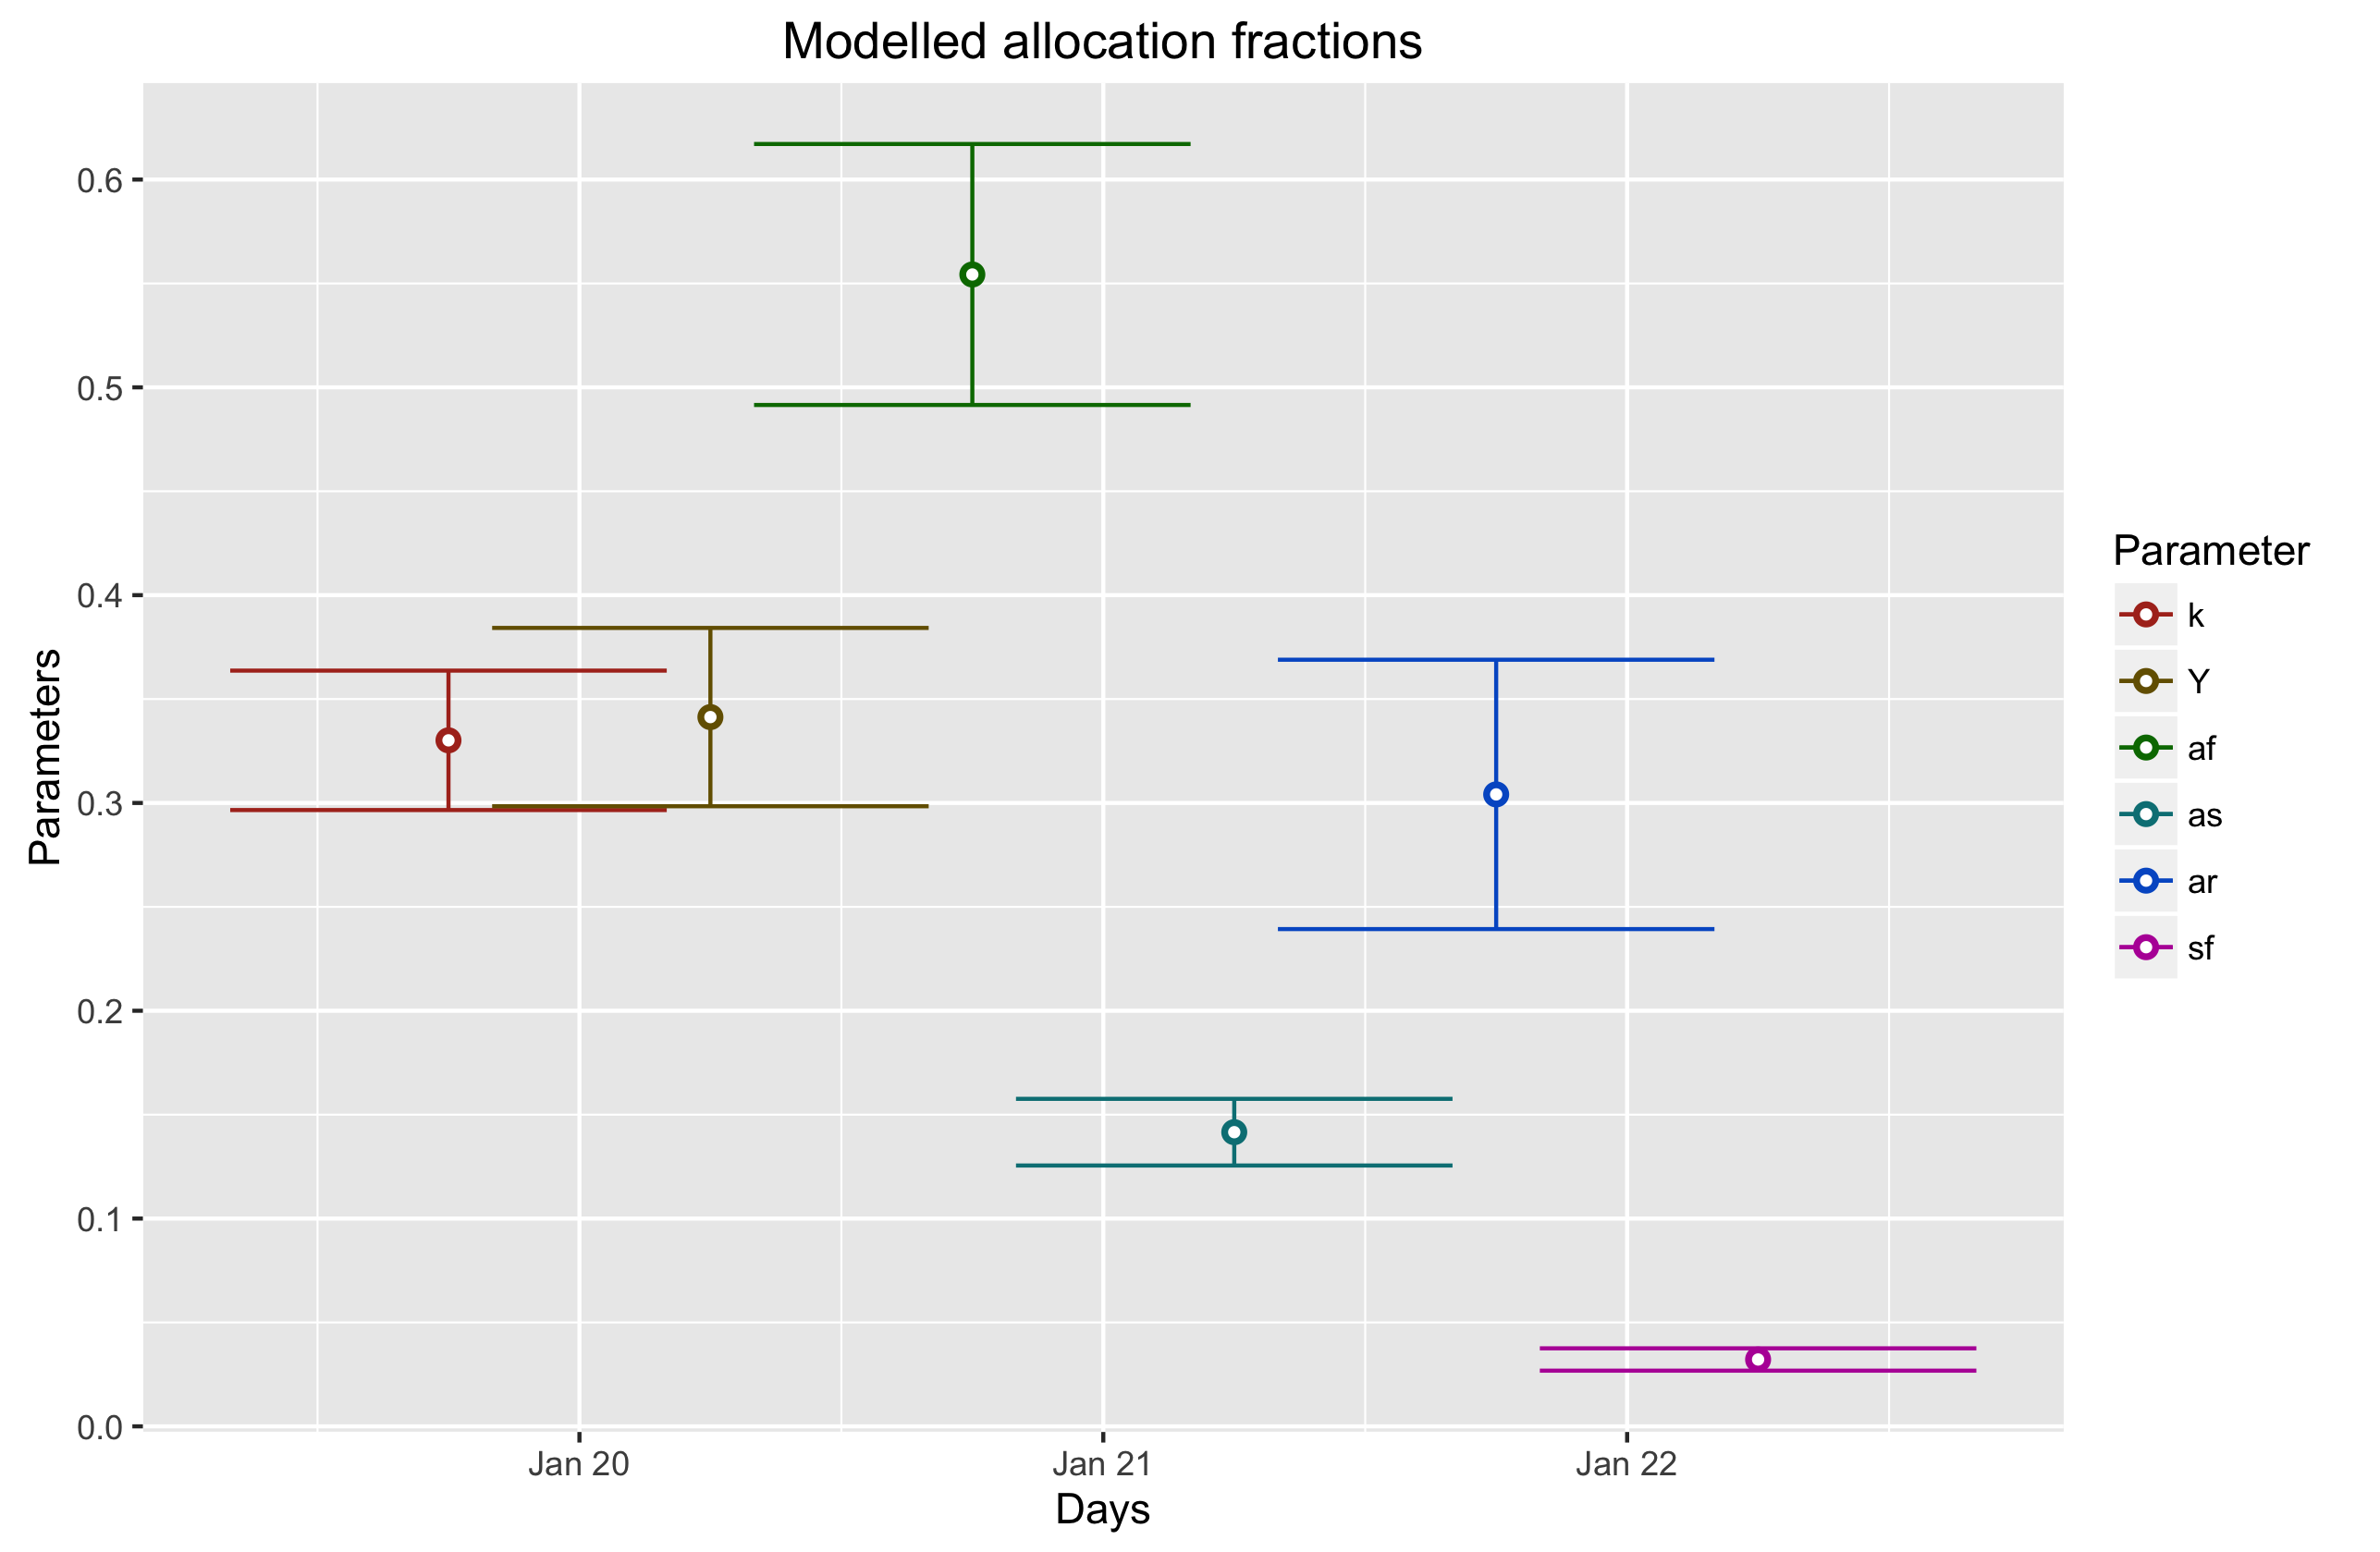 Modelled allocation fractions
Parameters
0.6
0.5
0.4
0.3
0.2
0.1
0.0
Jan 20
Jan 21
Jan 22
Days
Parameter
k
Y
af
as
ar
sf